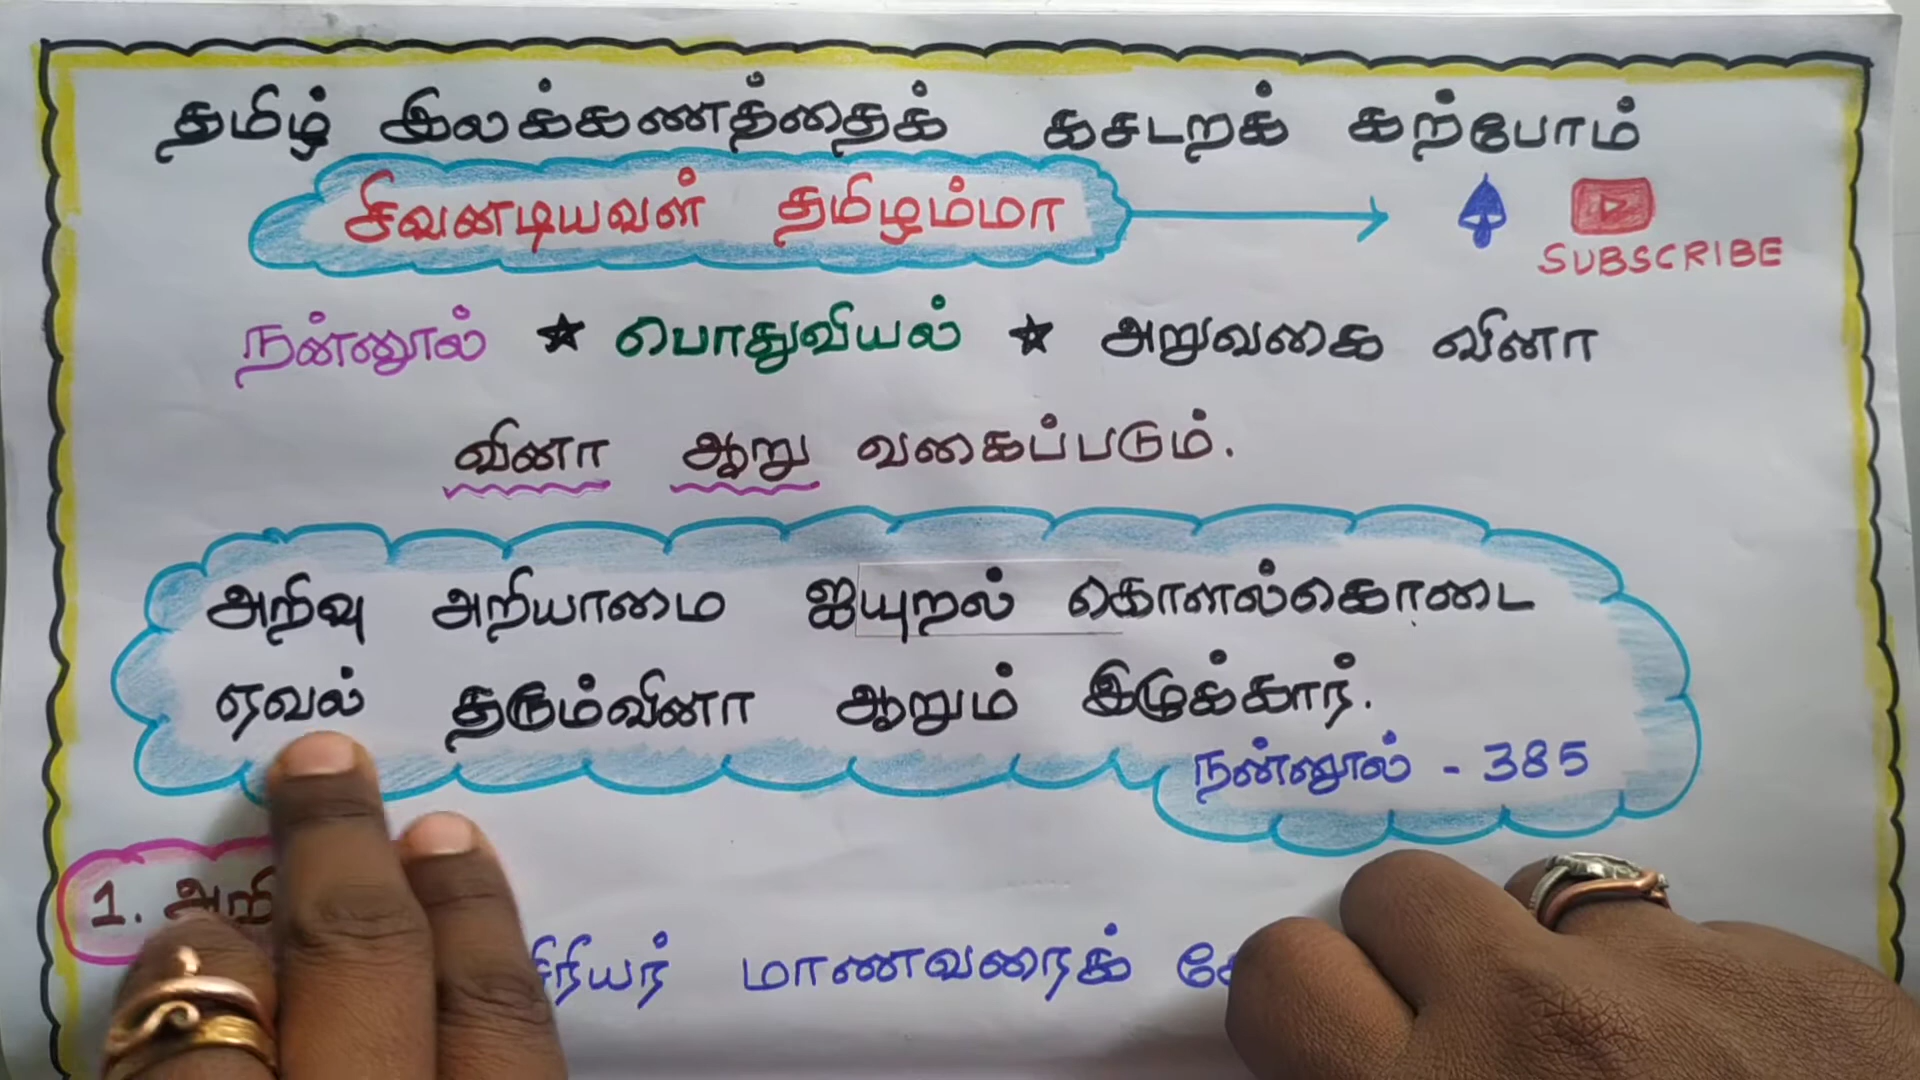 தமிழ் இலக்கணத்தைக் கசடறக் கற்போம்
சிவனடியவள் தமிழம்மா
SUBSCRIBE
நன்னூல் ★ பொதுவியல் ★ அறுவகை வினா
வினா ஆறு வகைப்படும்.
அறிவு அறியாமை ஐயுறல் கொளல்கொடை
ஏவல் தரும்வினா ஆறும் இழுக்கார்.
நன்னூல் - 385
1.
மாணவரைக்